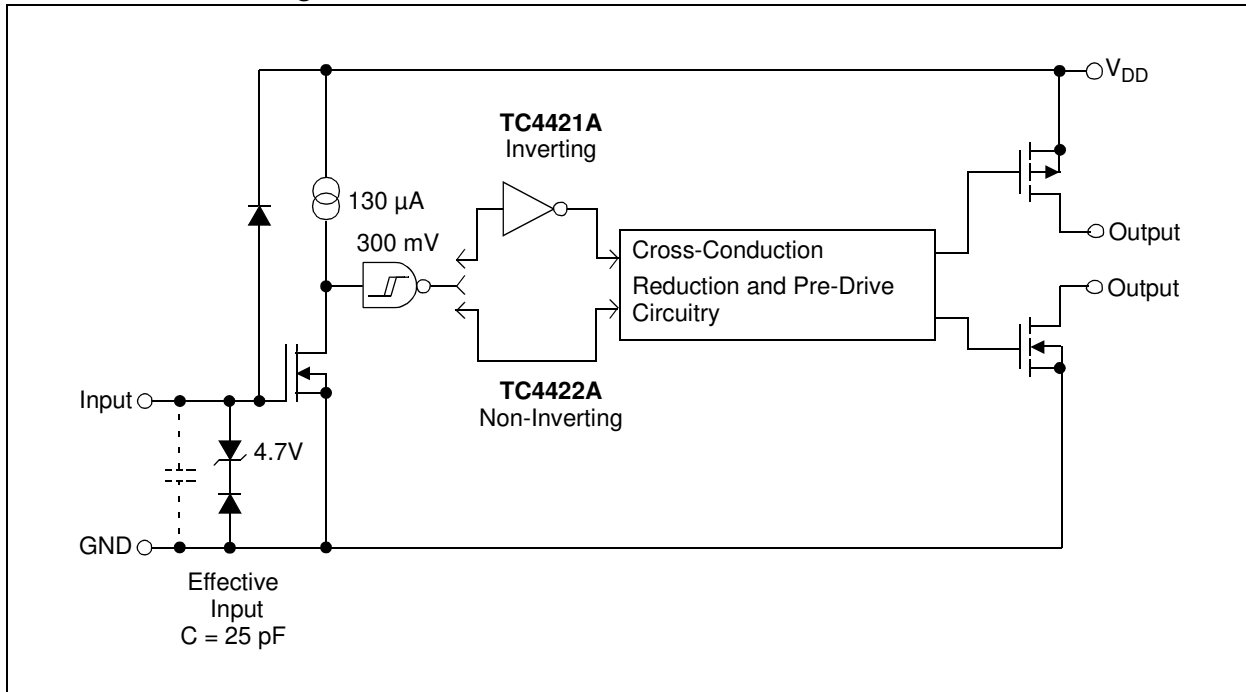 V_DD
TC4421A
Inverting
130 µA
300 mV
Cross-Conduction
Reduction and Pre-Drive
Circuitry
Output
Output
TC4422A
Non-Inverting
Input
4.7V
GND
Effective
Input
C = 25 pF